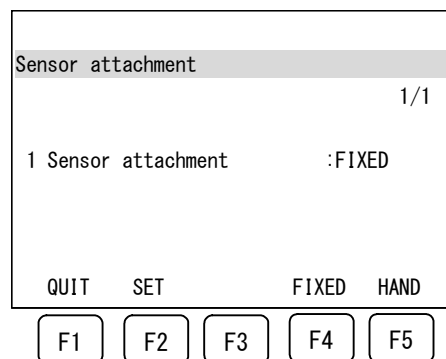 Sensor attachment
1/1
1 Sensor attachment :FIXED
QUIT SET FIXED HAND
F1 F2 F3 F4 F5